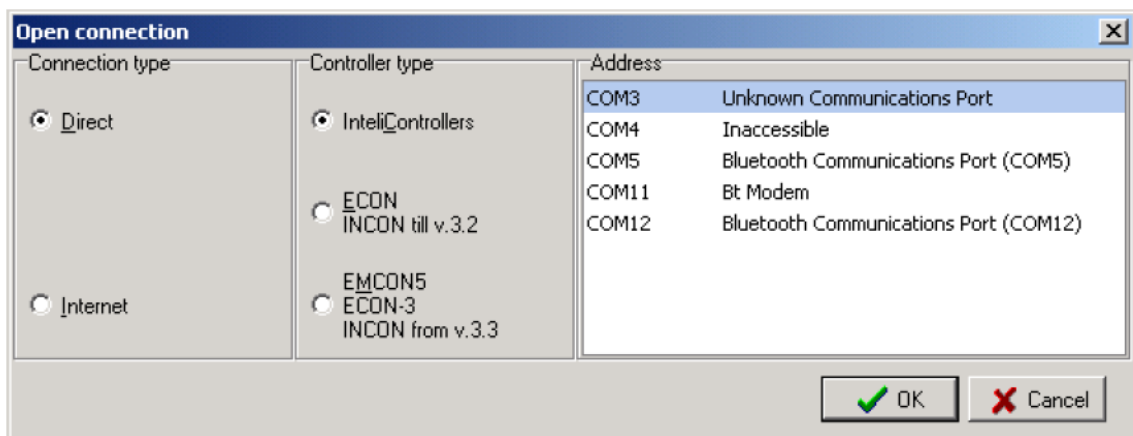 Open connection
Connection type
Direct
Internet
Controller type
InteliControllers
ECON
INCON till v.3.2
EMCON5
ECON-3
INCON from v.3.3
Address
COM3 Unknown Communications Port
COM4 Inaccessible
COM5 Bluetooth Communications Port (COM5)
COM11 Bt Modem
COM12 Bluetooth Communications Port (COM12)
OK
Cancel